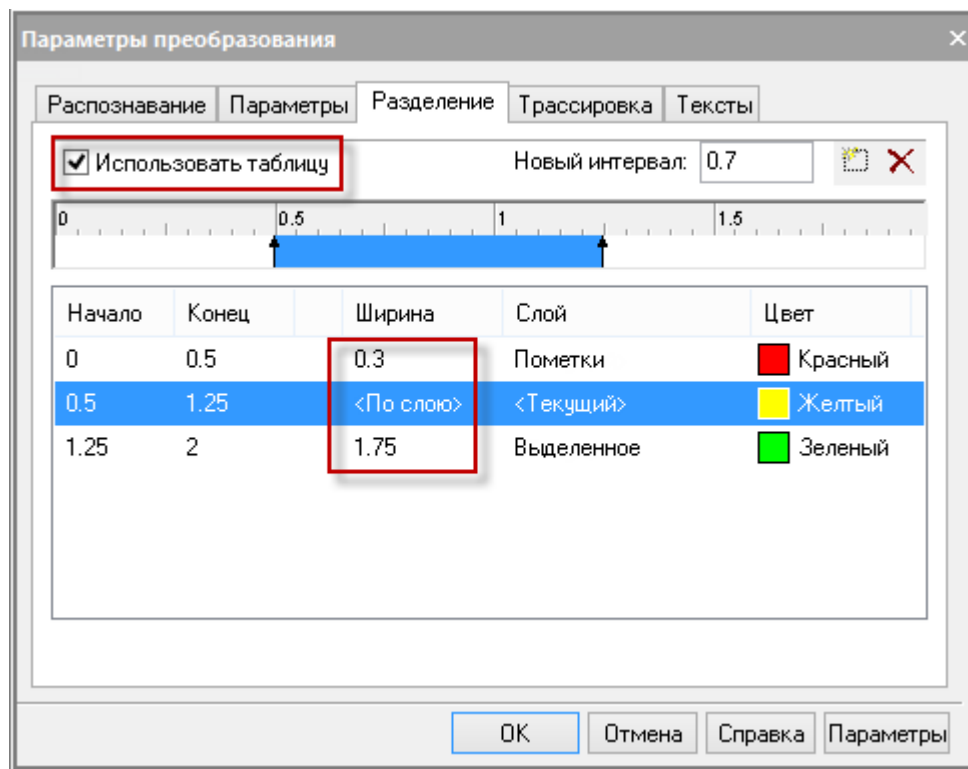 Параметры преобразования
Распознавание Параметры Разделение Трассировка Тексты
Использовать таблицу Новый интервал: 0.7
0 0.5 1 1.5
Начало Конец Ширина Слой Цвет
0 0.5 0.3 Пометки Красный
0.5 1.25 <По слою> <Текущий> Желтый
1.25 2 1.75 Выделенное Зеленый
OK Отмена Справка Параметры